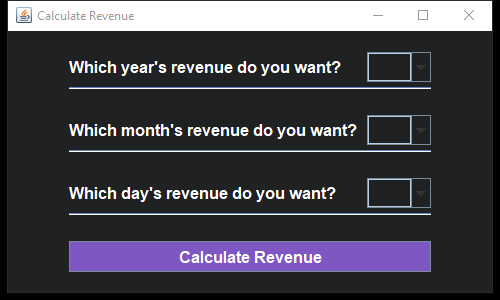 Calculate Revenue
Which year's revenue do you want?
Which month's revenue do you want?
Which day's revenue do you want?
Calculate Revenue